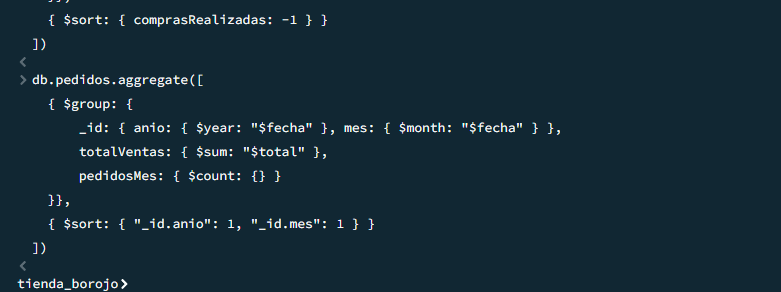 }},
{ $sort: { comprasRealizadas: -1 } }
])
<
> db.pedidos.aggregate([
{ $group: {
_id: { anio: { $year: "$fecha" }, mes: { $month: "$fecha" } },
totalVentas: { $sum: "$total" },
pedidosMes: { $count: {} }
}},
{ $sort: { "_id.anio": 1, "_id.mes": 1 } }
])
<
tienda_borojo>